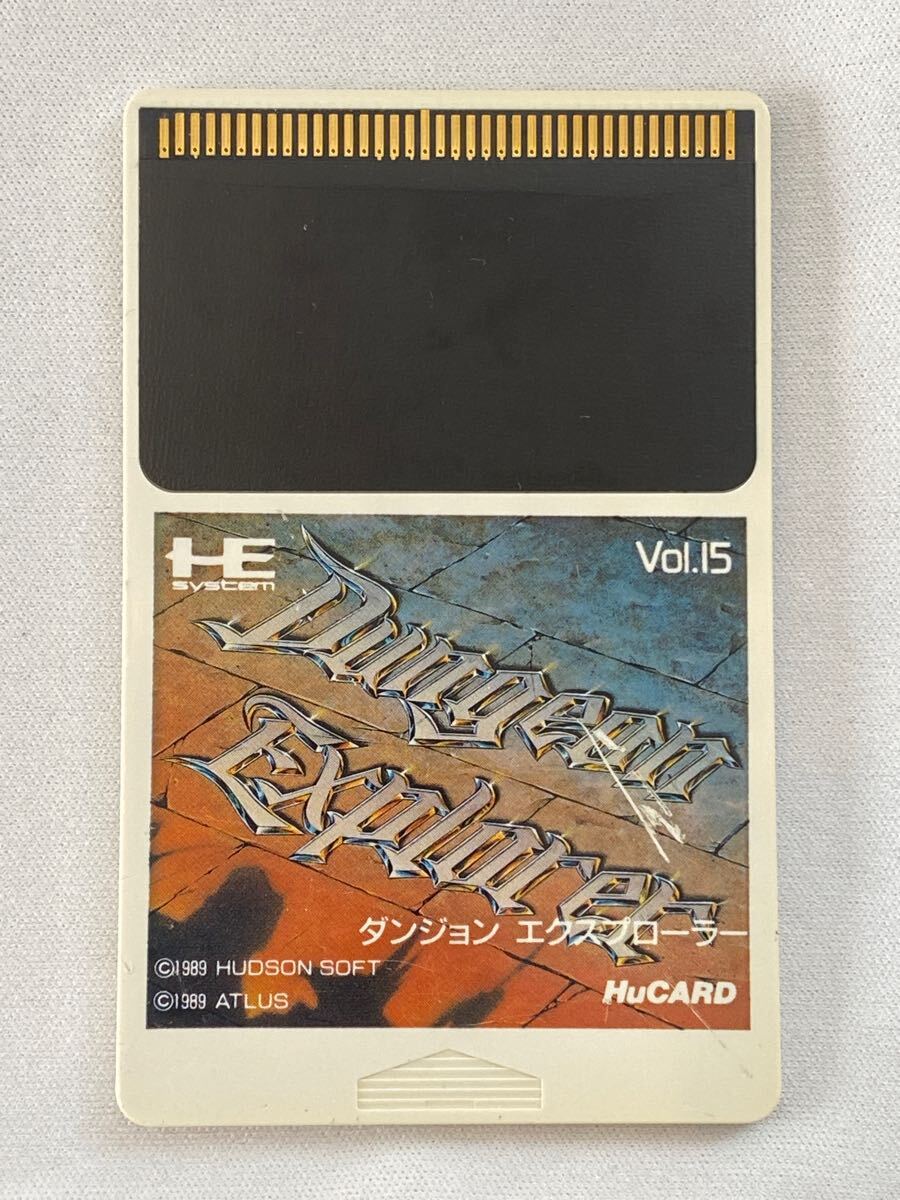 HE
system
Vol.15
Dungeon
Explorer
ダンジョン エクスプローラー
©1989 HUDSON SOFT
©1989 ATLUS
HuCARD